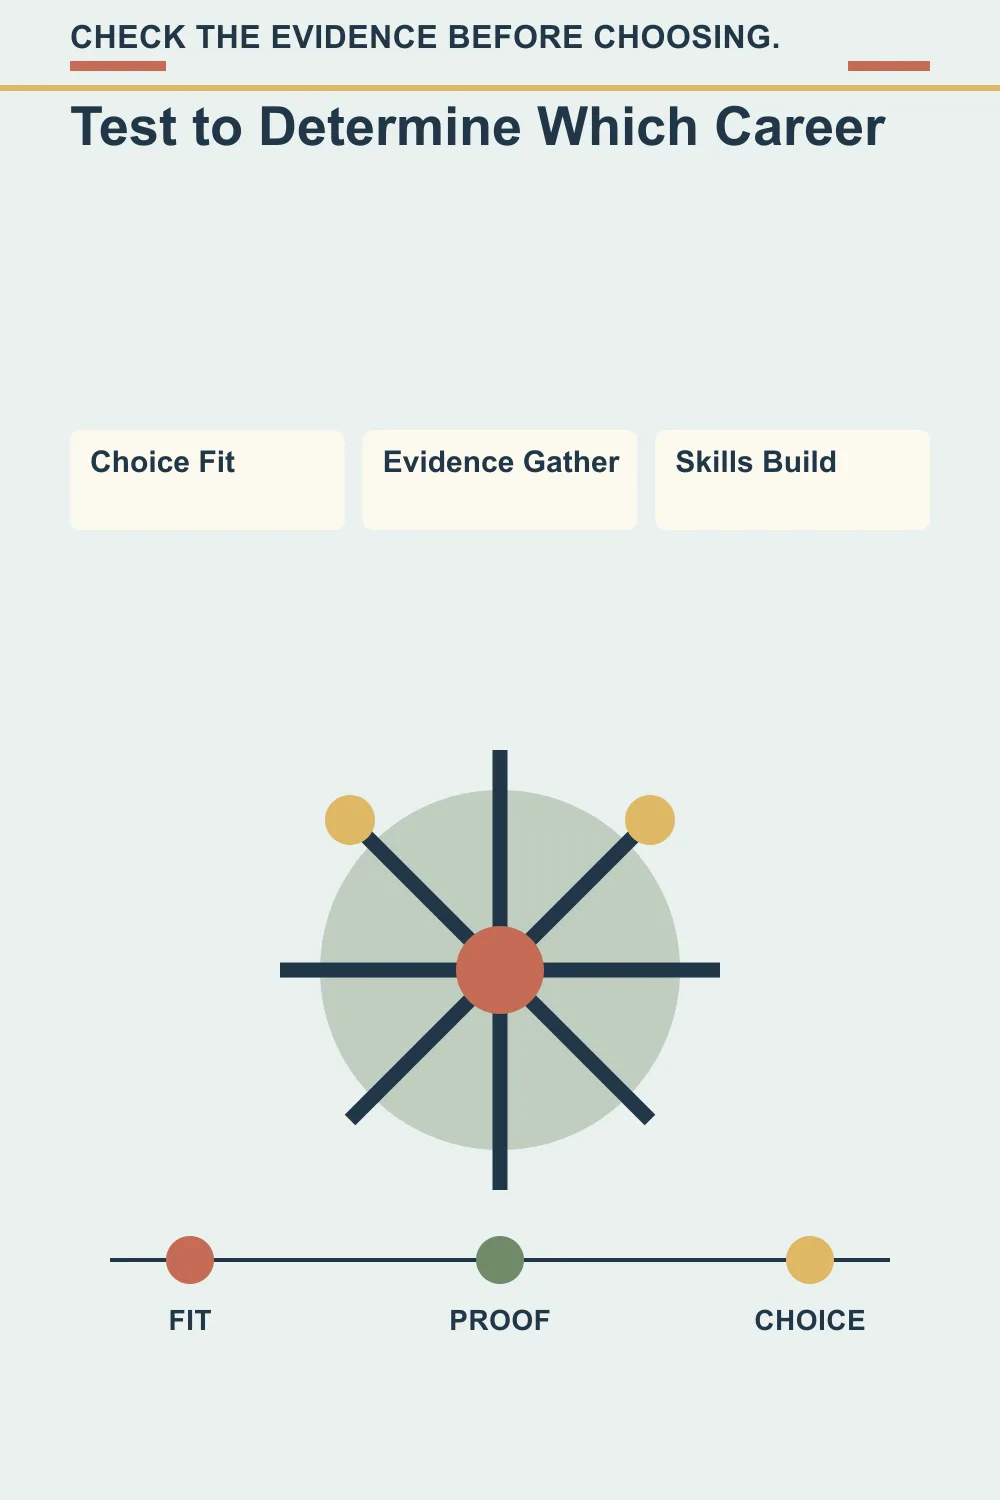 CHECK THE EVIDENCE BEFORE CHOOSING.
Test to Determine Which Career
Choice Fit
Evidence Gather
Skills Build
FIT
PROOF
CHOICE